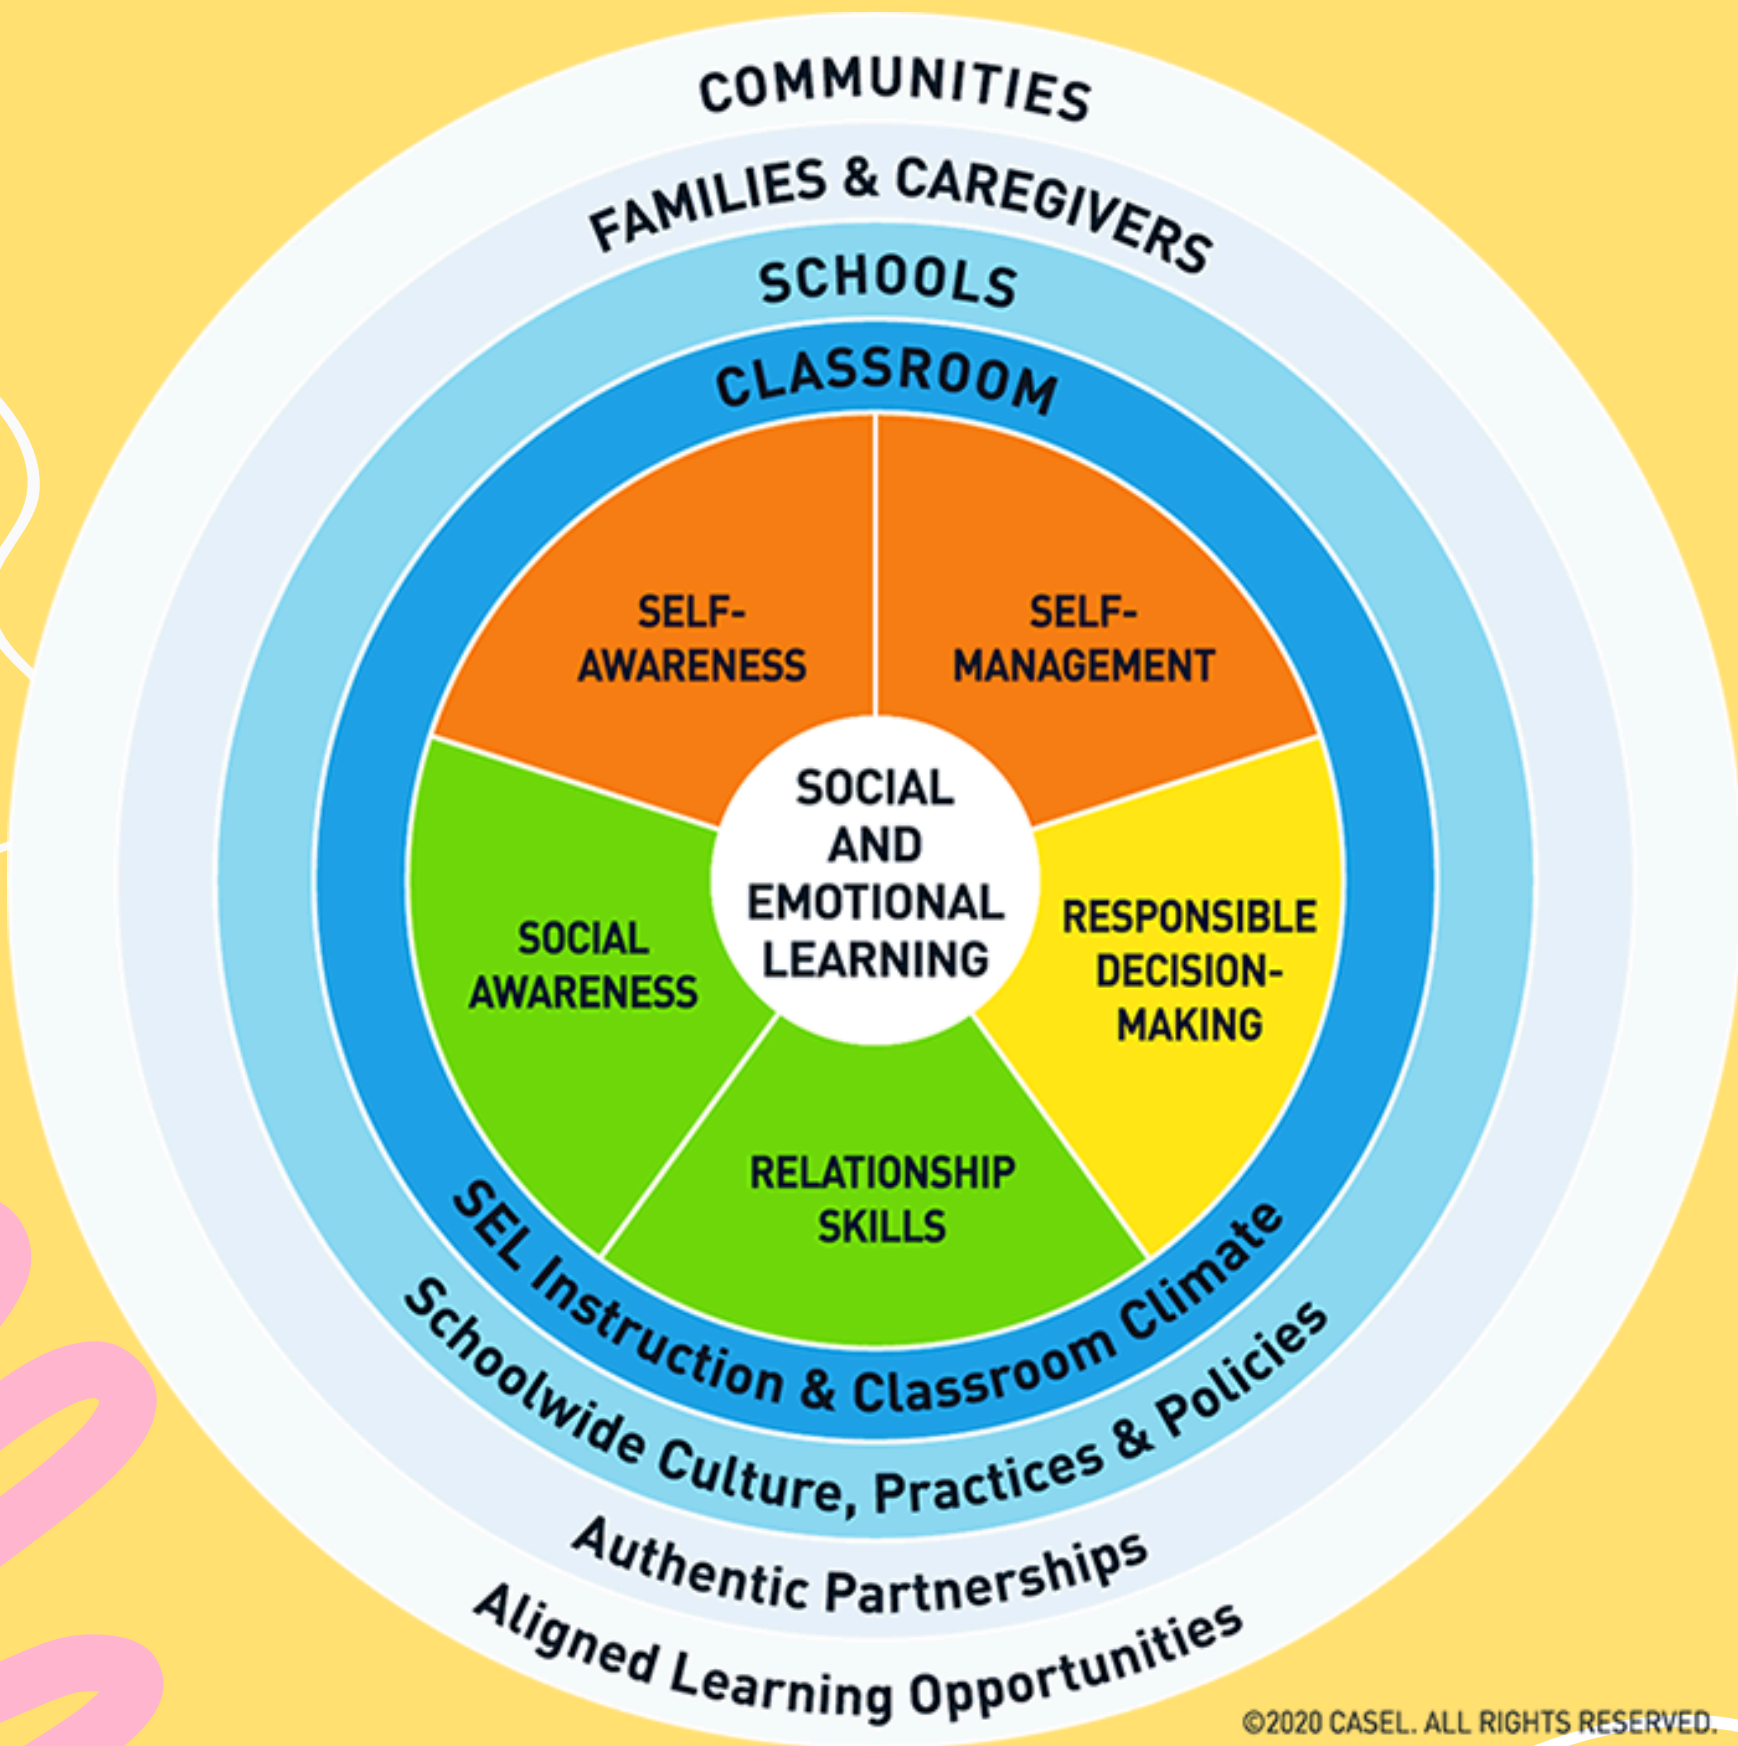 COMMUNITIES
FAMILIES & CAREGIVERS
SCHOOLS
CLASSROOM
SELF-
AWARENESS
SELF-
MANAGEMENT
SOCIAL
AND
EMOTIONAL
LEARNING
SOCIAL
AWARENESS
RESPONSIBLE
DECISION-
MAKING
RELATIONSHIP
SKILLS
SEL Instruction & Classroom Climate
Schoolwide Culture, Practices & Policies
Authentic Partnerships
Aligned Learning Opportunities
©2020 CASEL. ALL RIGHTS RESERVED.